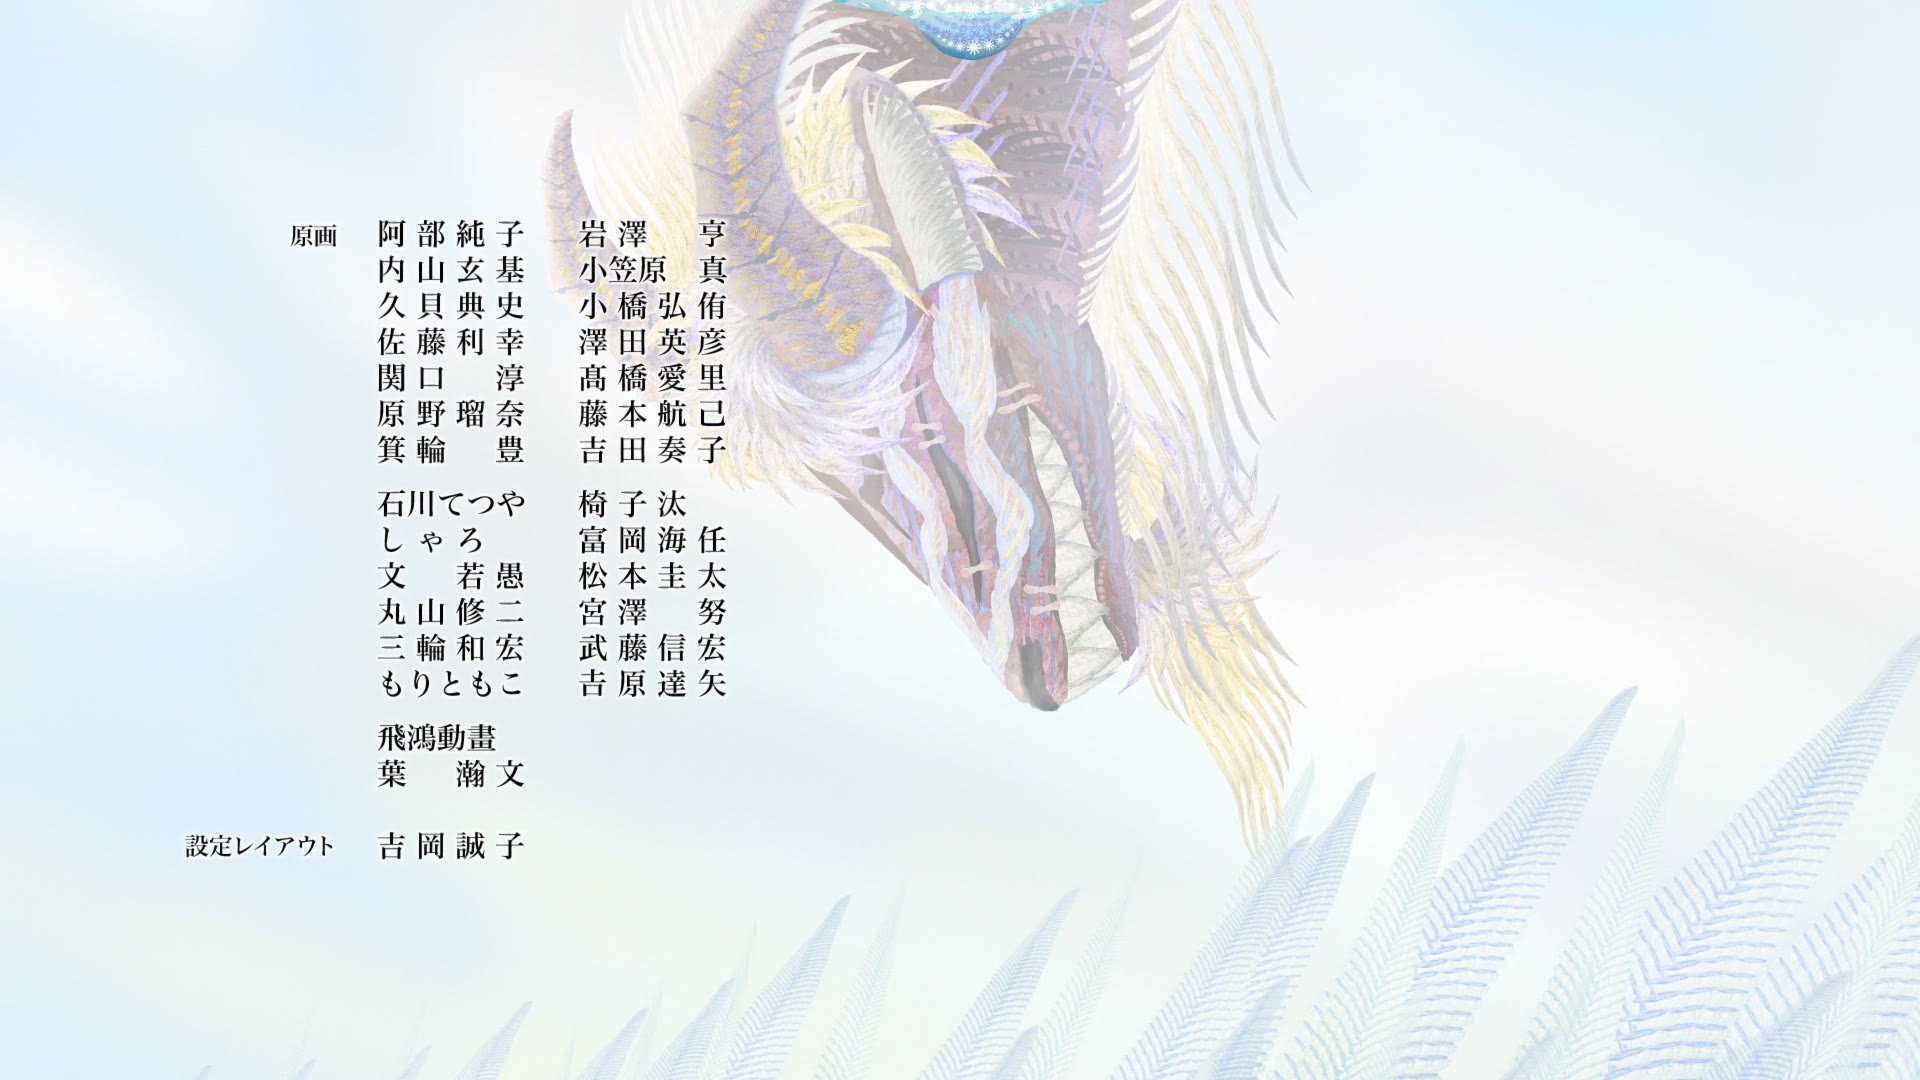 原画 阿部純子 岩澤 亨
内山玄基 小笠原 真
久貝典史 小橋弘侑
佐藤利幸 澤田英彦
関口 淳 髙橋愛里
原野瑠奈 藤本航己
箕輪 豊 吉田奏子
石川てつや 椅子汰
しゃろ 富岡海任
文 若愚 松本圭太
丸山修二 宮澤 努
三輪和宏 武藤信宏
もりともこ 𠮷原達矢
飛鴻動畫
葉 瀚文
設定レイアウト 吉岡誠子